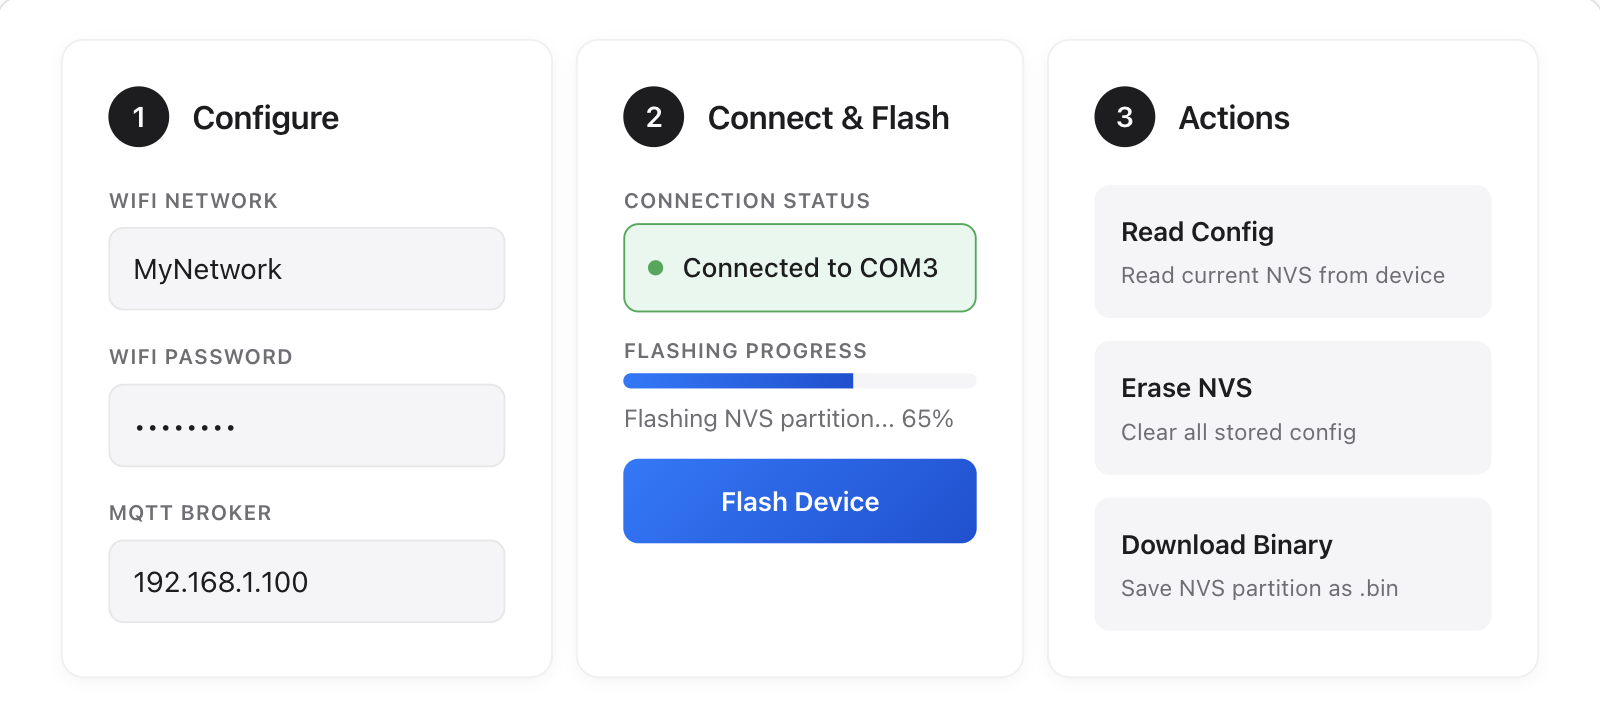 1 Configure
WIFI NETWORK
MyNetwork
WIFI PASSWORD
••••••••
MQTT BROKER
192.168.1.100
2 Connect & Flash
CONNECTION STATUS
Connected to COM3
FLASHING PROGRESS
Flashing NVS partition... 65%
Flash Device
3 Actions
Read Config
Read current NVS from device
Erase NVS
Clear all stored config
Download Binary
Save NVS partition as .bin